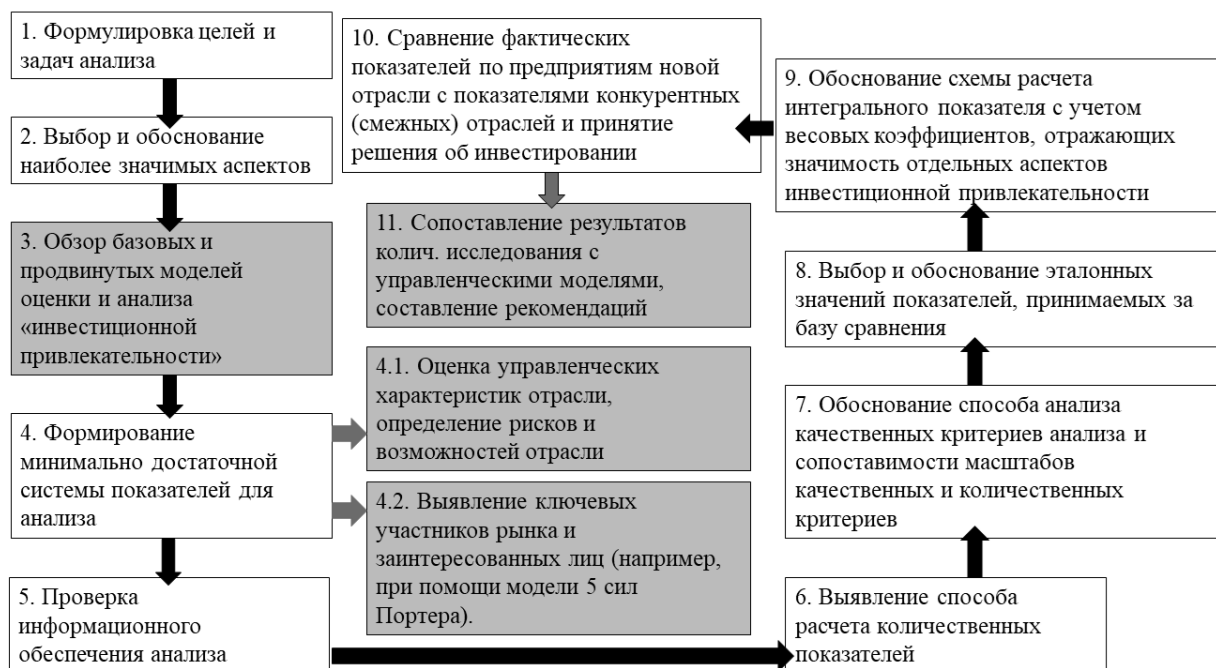 1. Формулировка целей и
задач анализа
2. Выбор и обоснование
наиболее значимых аспектов
3. Обзор базовых и
продвинутых моделей
оценки и анализа
«инвестиционной
привлекательности»
4. Формирование
минимально достаточной
системы показателей для
анализа
4.1. Оценка управленческих
характеристик отрасли,
определение рисков и
возможностей отрасли
4.2. Выявление ключевых
участников рынка и
заинтересованных лиц (например,
при помощи модели 5 сил
Портера).
5. Проверка
информационного
обеспечения анализа
6. Выявление способа
расчета количественных
показателей
7. Обоснование способа анализа
качественных критериев анализа и
сопоставимости масштабов
качественных и количественных
критериев
8. Выбор и обоснование эталонных
значений показателей, принимаемых за
базу сравнения
9. Обоснование схемы расчета
интегрального показателя с учетом
весовых коэффициентов, отражающих
значимость отдельных аспектов
инвестиционной привлекательности
10. Сравнение фактических
показателей по предприятиям новой
отрасли с показателями конкурентных
(смежных) отраслей и принятие
решения об инвестировании
11. Сопоставление результатов
колич. исследования с
управленческими моделями,
составление рекомендаций